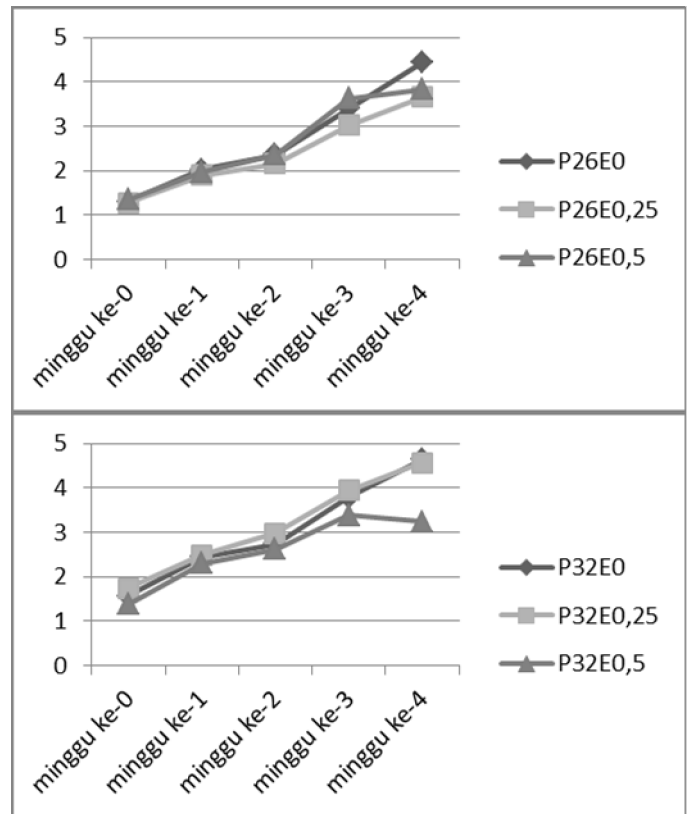 5
4
3
2
1
0
minggu ke-0
minggu ke-1
minggu ke-2
minggu ke-3
minggu ke-4
P26E0
P26E0,25
P26E0,5
5
4
3
2
1
0
minggu ke-0
minggu ke-1
minggu ke-2
minggu ke-3
minggu ke-4
P32E0
P32E0,25
P32E0,5